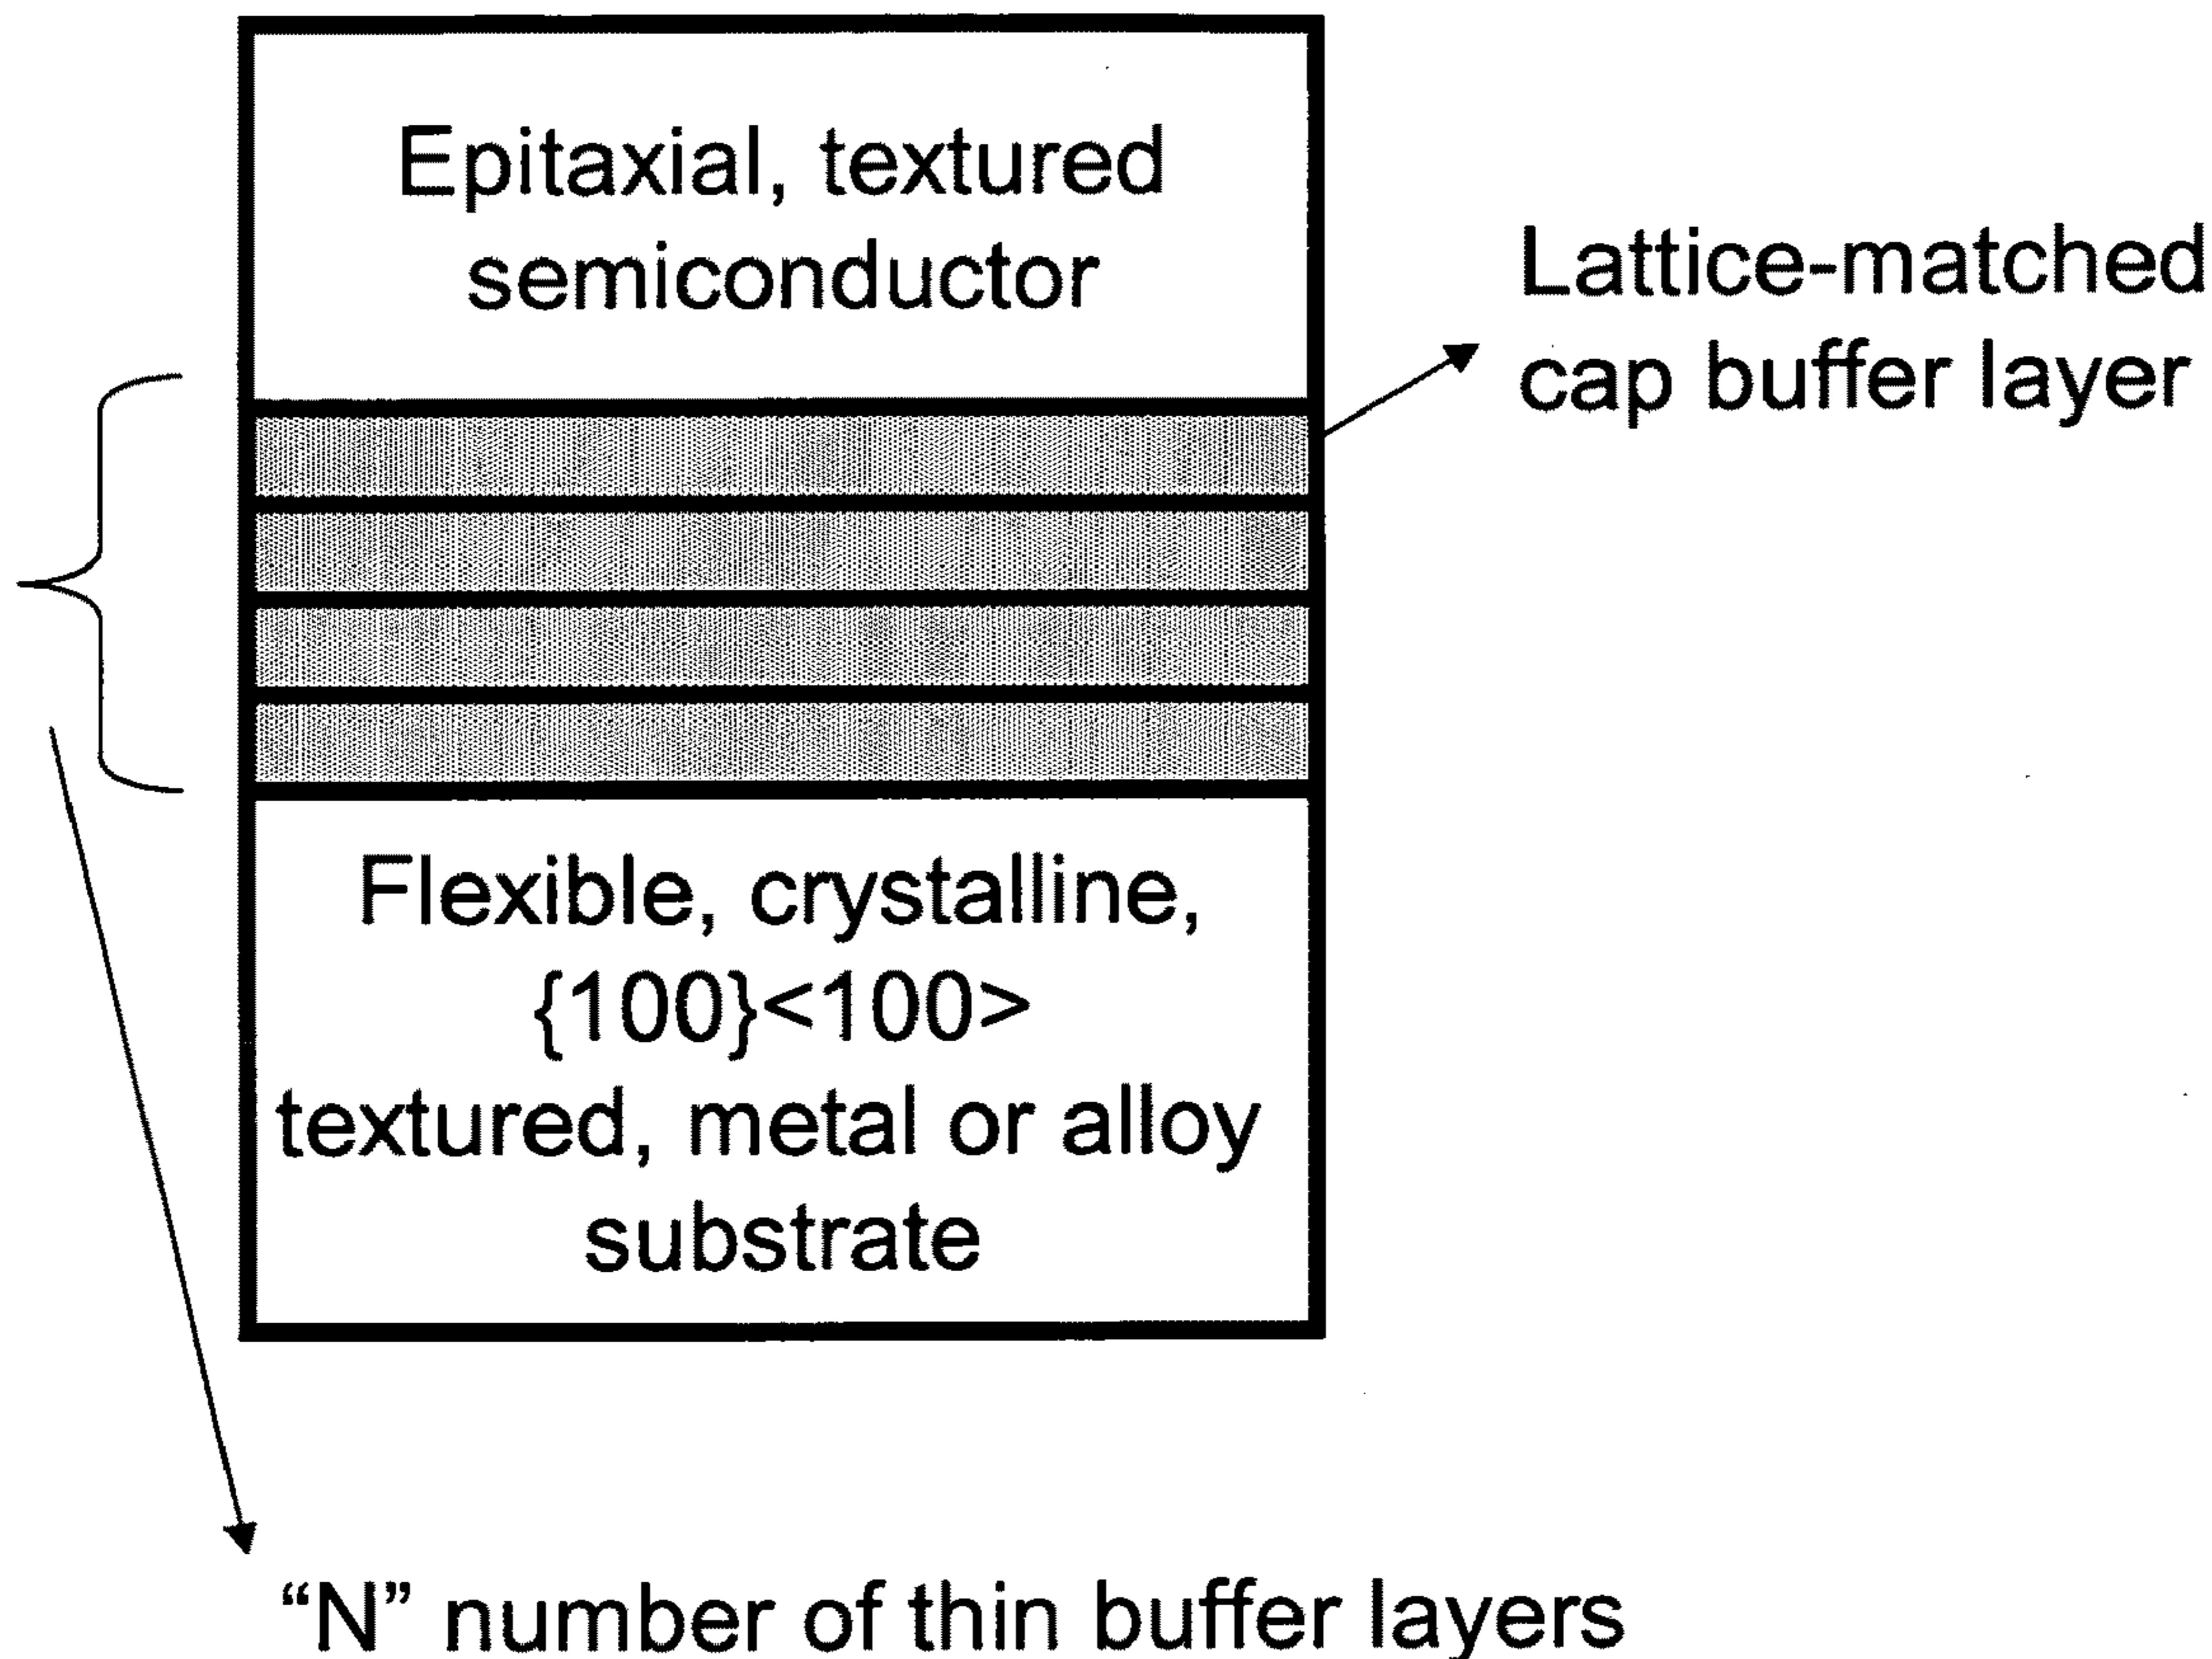 Epitaxial, textured
semiconductor
Lattice-matched
cap buffer layer
Flexible, crystalline,
{100}<100>
textured, metal or alloy
substrate
“N” number of thin buffer layers